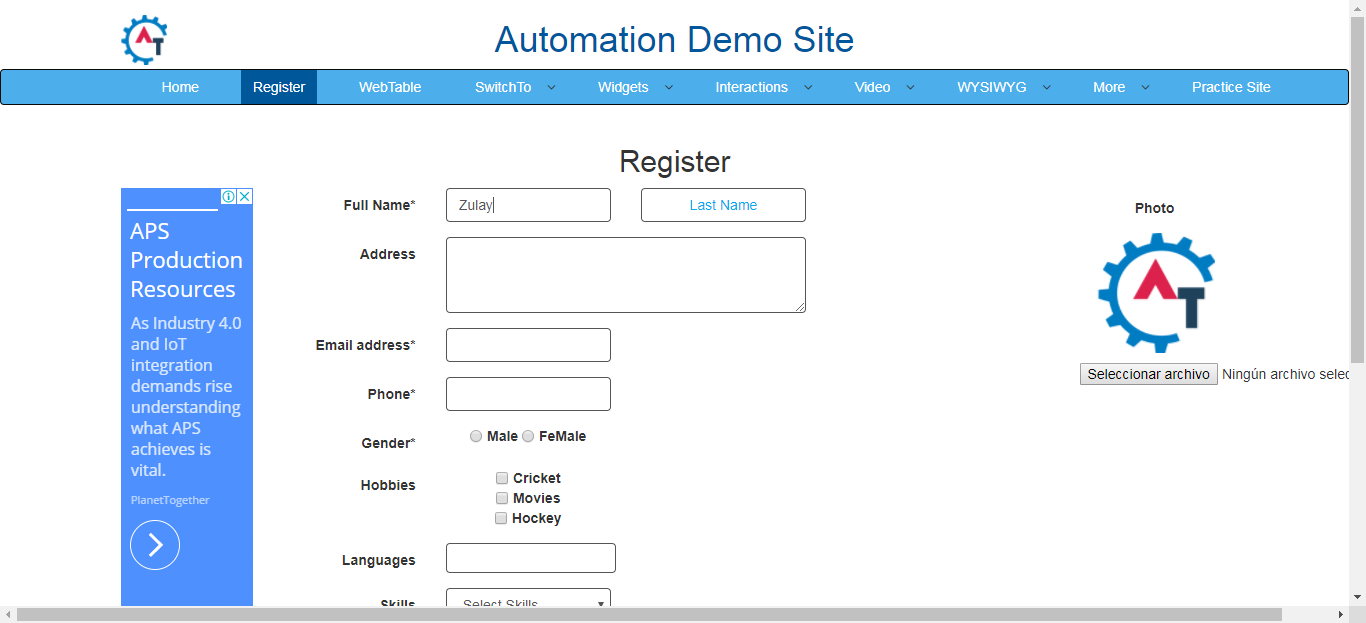 AT
Automation Demo Site
Home Register WebTable SwitchTo Widgets Interactions Video WYSIWYG More Practice Site
Register
APS
Production
Resources
As Industry 4.0
and IoT
integration
demands rise
understanding
what APS
achieves is
vital.
PlanetTogether
Full Name* Zulay Last Name
Address
Email address*
Phone*
Gender* Male FeMale
Hobbies Cricket
Movies
Hockey
Languages
Skills Select Skills
Photo
AT
Seleccionar archivo Ningún archivo selec